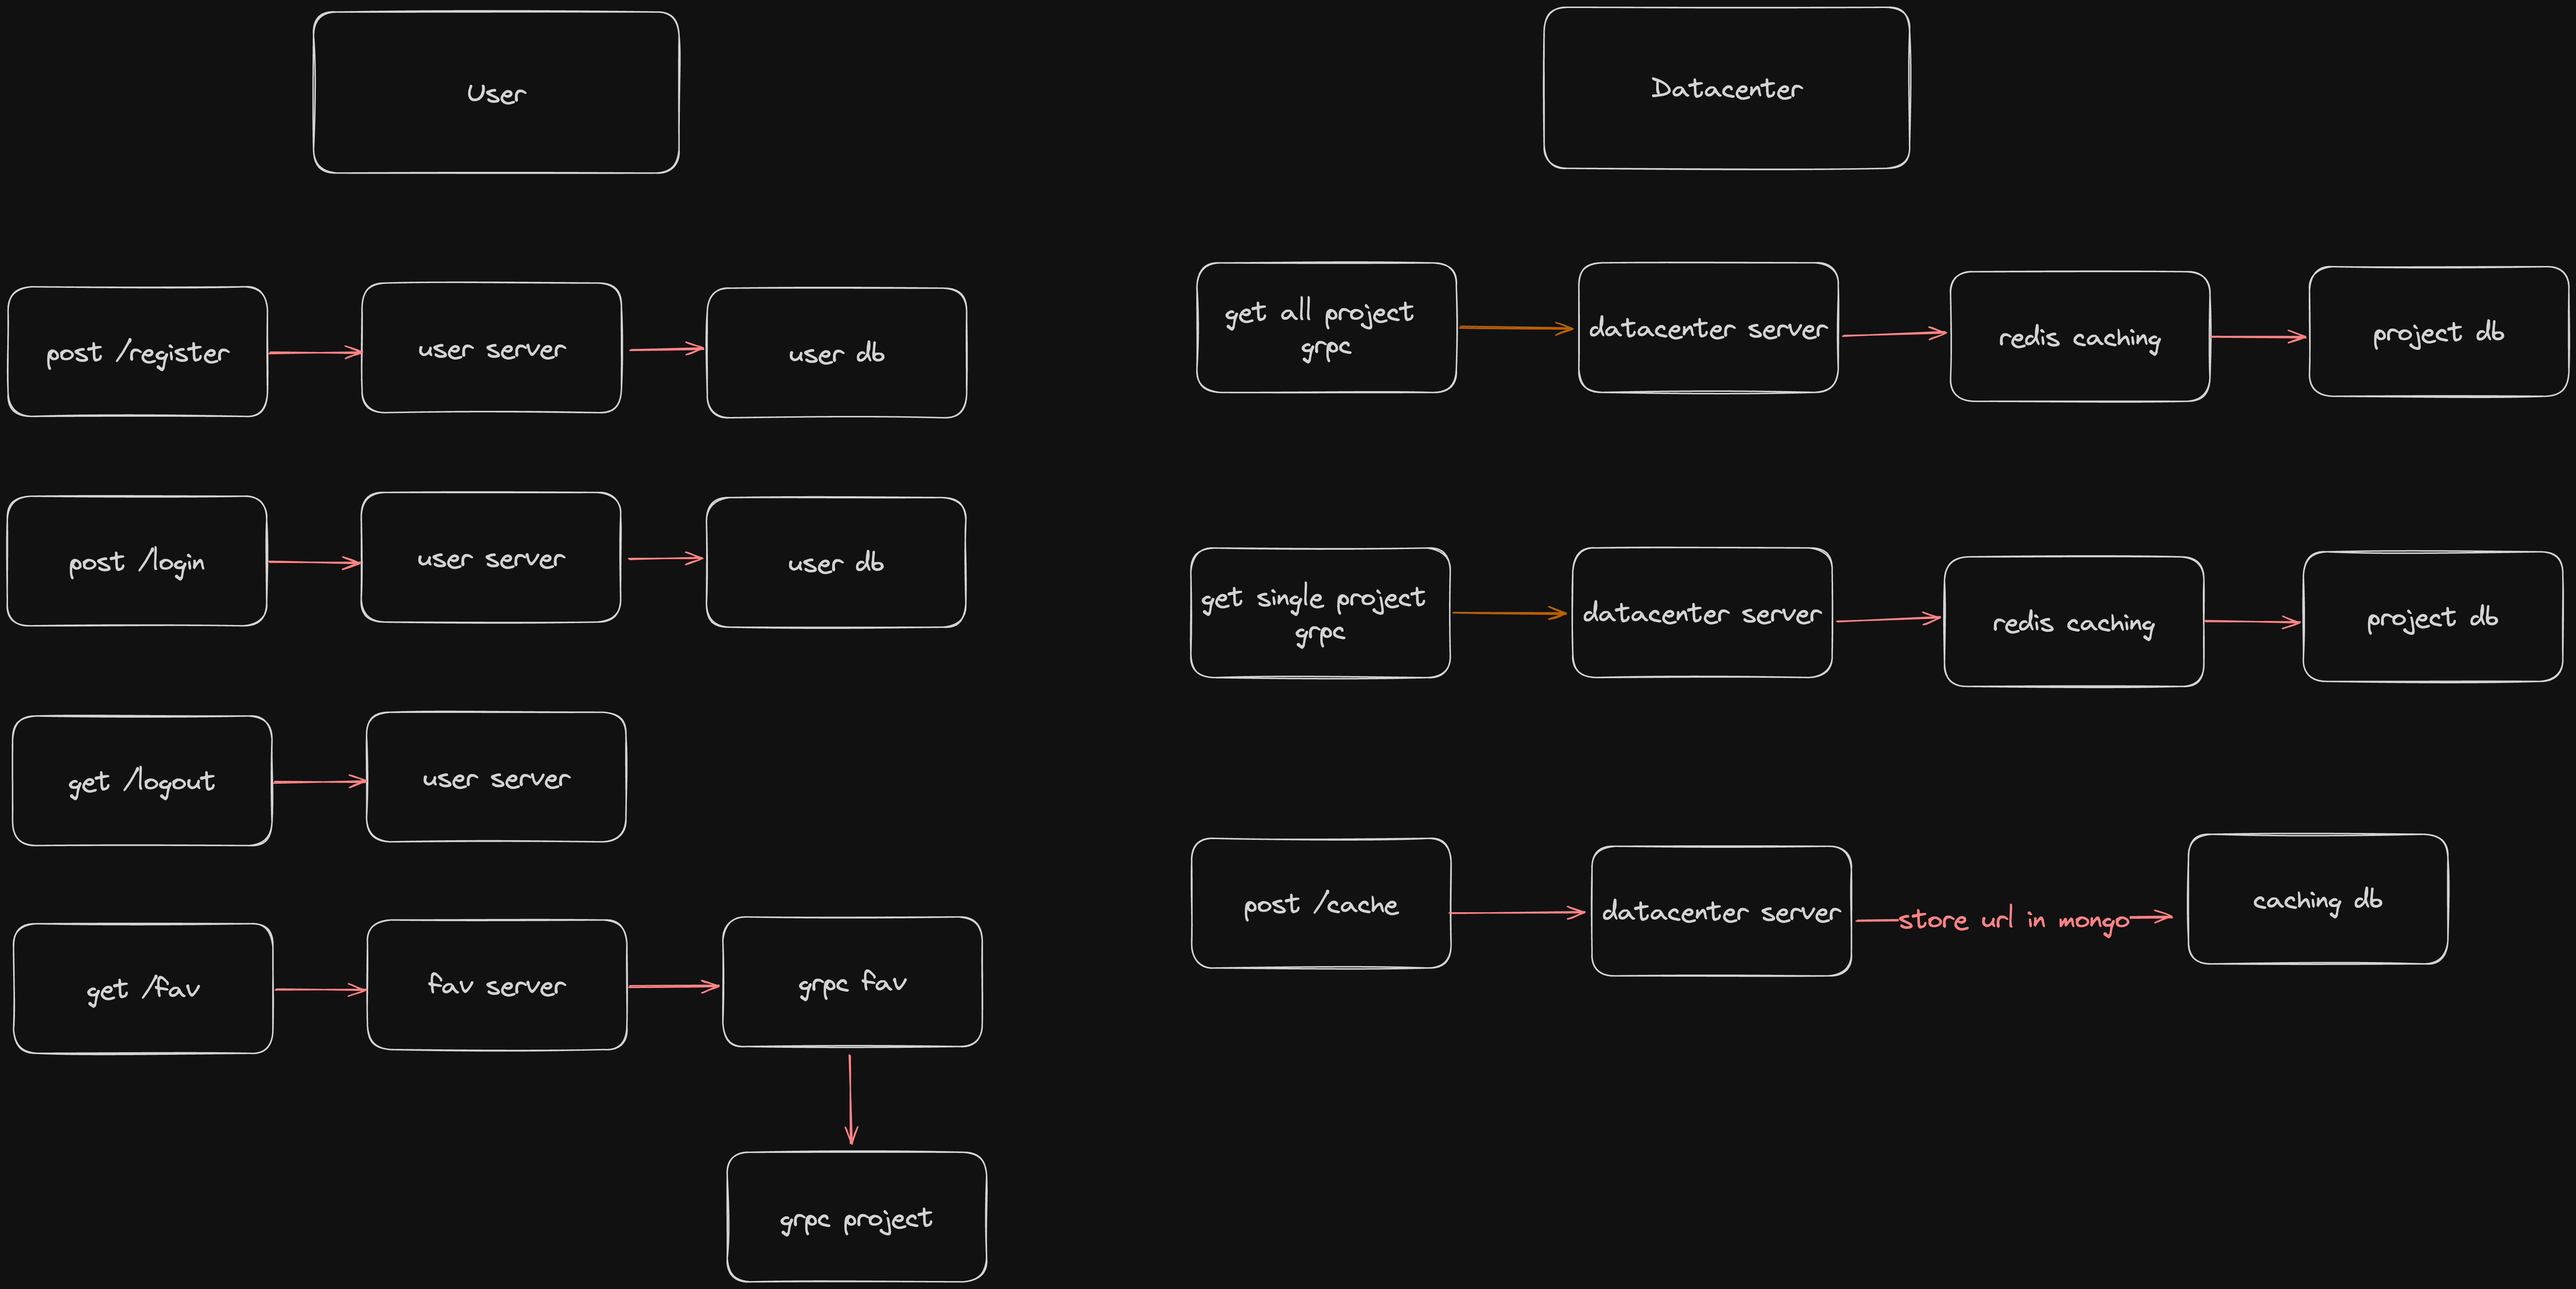 User
Datacenter
post /register
user server
user db
get all project
grpc
datacenter server
redis caching
project db
post /login
user server
user db
get single project
grpc
datacenter server
redis caching
project db
get /logout
user server
post /cache
datacenter server
store url in mongo
caching db
get /fav
fav server
grpc fav
grpc project